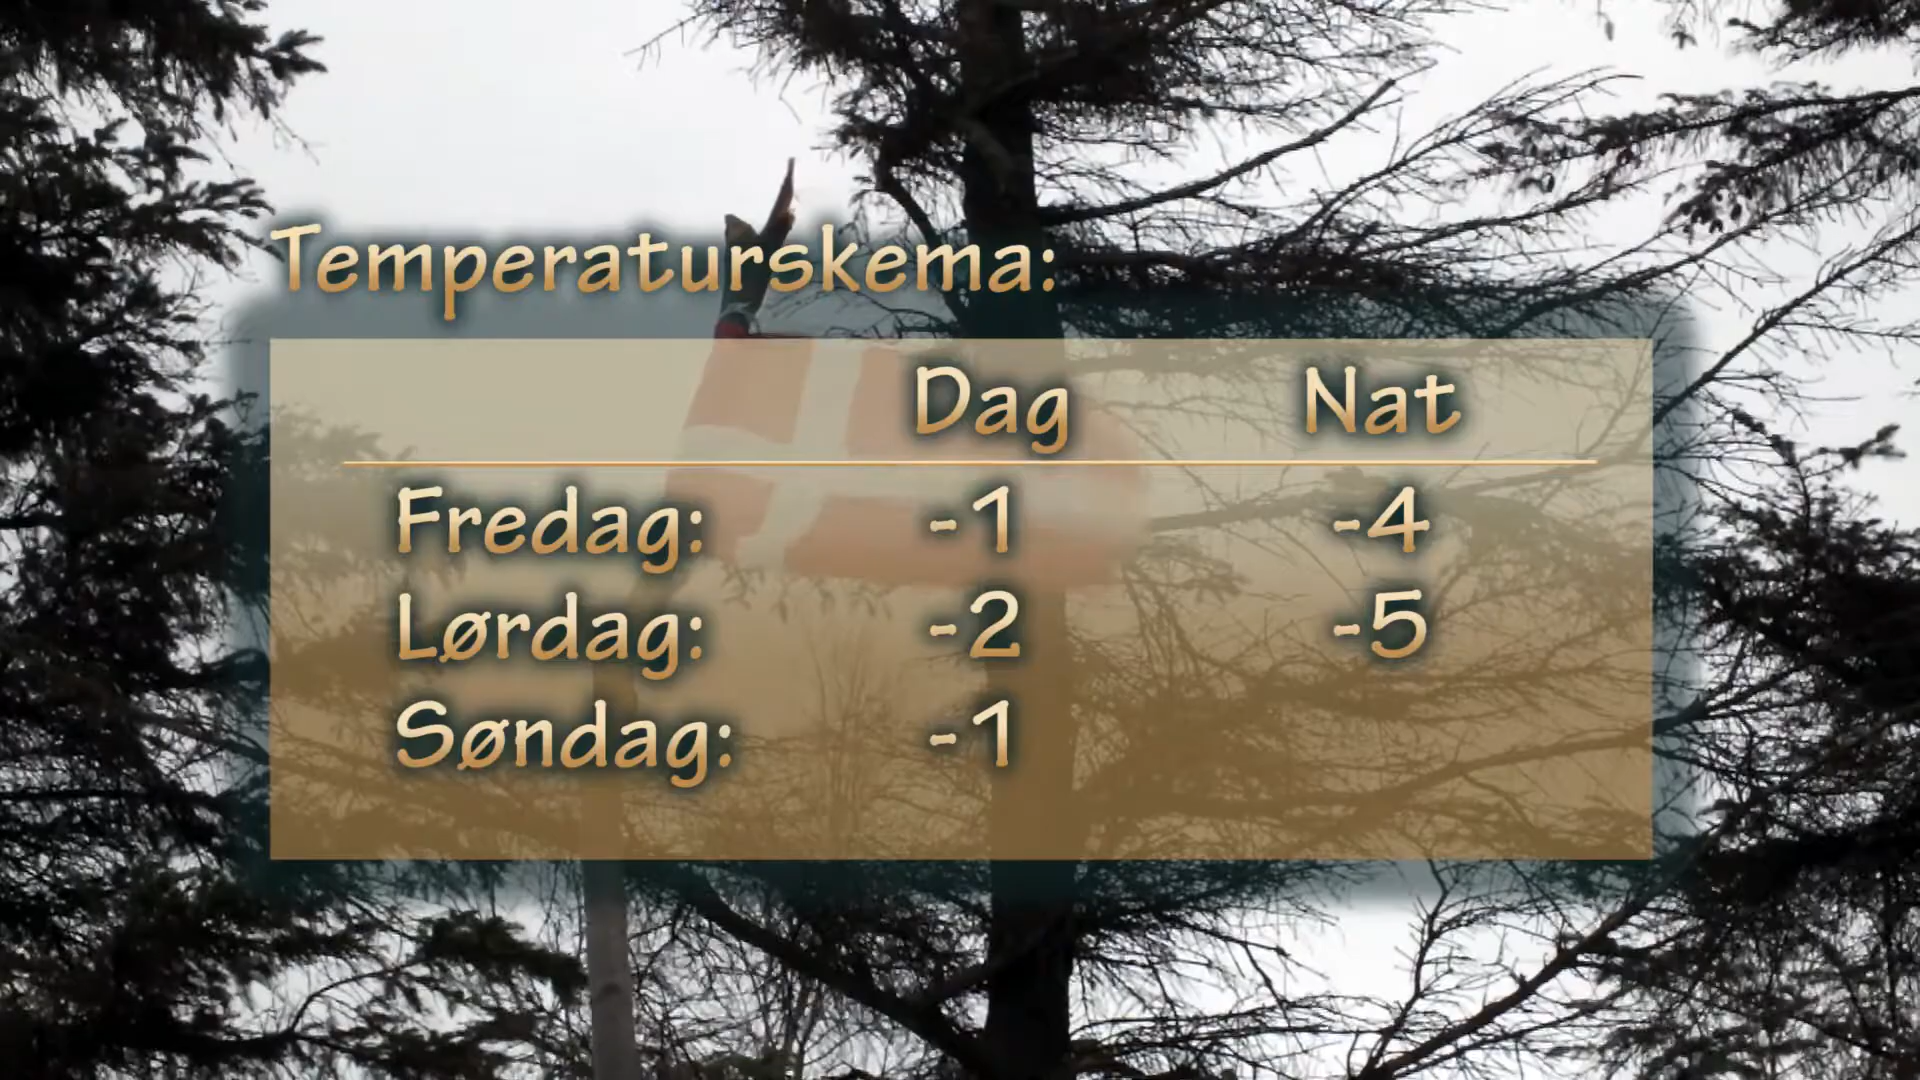 Temperaturskema:
Dag Nat
Fredag: -1 -4
Lørdag: -2 -5
Søndag: -1